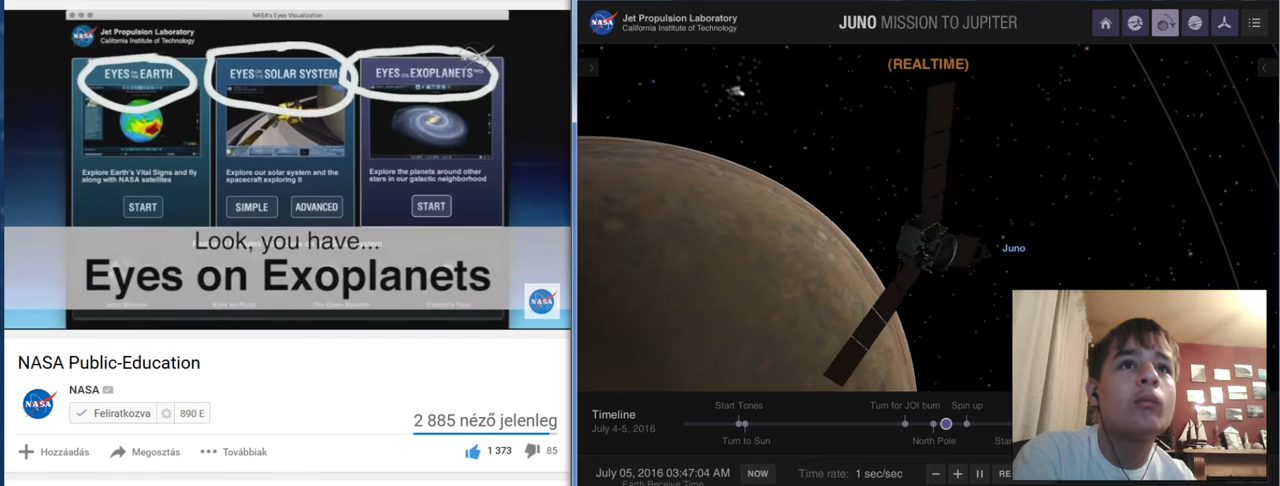 NASA's Eyes Visualization
NASA
Jet Propulsion Laboratory
California Institute of Technology
EYES ON THE EARTH
EYES ON THE SOLAR SYSTEM
EYES ON EXOPLANETS
Explore Earth's Vital Signs and fly
along with NASA satellites
Explore our solar system and the
spacecraft exploring it
Explore the planets around other
stars in our galactic neighborhood
START
SIMPLE
ADVANCED
START
Look, you have...
Eyes on Exoplanets
NASA
NASA Public-Education
NASA
NASA
Feliratkozva
890 E
2 885 néző jelenleg
Hozzáadás
Megosztás
Továbbiak
1 373
85
NASA
Jet Propulsion Laboratory
California Institute of Technology
JUNO MISSION TO JUPITER
(REALTIME)
Juno
Timeline
July 4-5, 2016
Start Tones
Turn to Sun
Turn for JOI burn
North Pole
Spin up
July 05, 2016 03:47:04 AM
Earth Receive Time
NOW
Time rate: 1 sec/sec